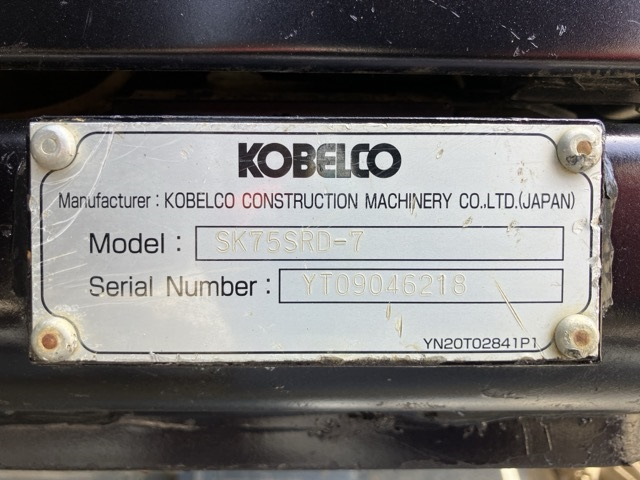 KOBELCO
Manufacturer : KOBELCO CONSTRUCTION MACHINERY CO.,LTD.(JAPAN)
Model : SK75SRD-7
Serial Number : YT09046218
YN20T02841P1